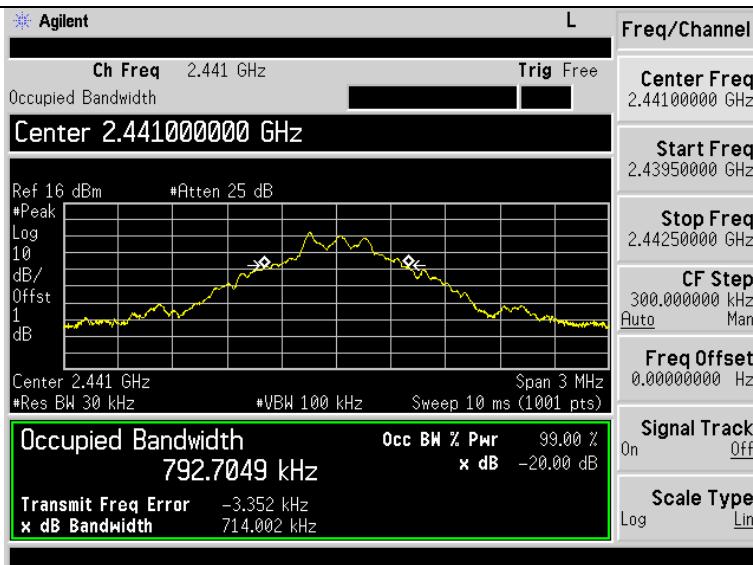 Agilent
L
Freq/Channel
Ch Freq 2.441 GHz
Trig Free
Occupied Bandwidth
Center 2.441000000 GHz
Ref 16 dBm
#Atten 25 dB
#Peak
Log
10
dB/
Offst
1
dB
Center 2.441 GHz
Span 3 MHz
#Res BW 30 kHz
#VBW 100 kHz
Sweep 10 ms (1001 pts)
Occupied Bandwidth
792.7049 kHz
Occ BW % Pwr 99.00 %
x dB -20.00 dB
Transmit Freq Error -3.352 kHz
x dB Bandwidth 714.002 kHz
Center Freq
2.44100000 GHz
Start Freq
2.43950000 GHz
Stop Freq
2.44250000 GHz
CF Step
300.000000 kHz
Auto Man
Freq Offset
0.00000000 Hz
Signal Track
On Off
Scale Type
Log Lin